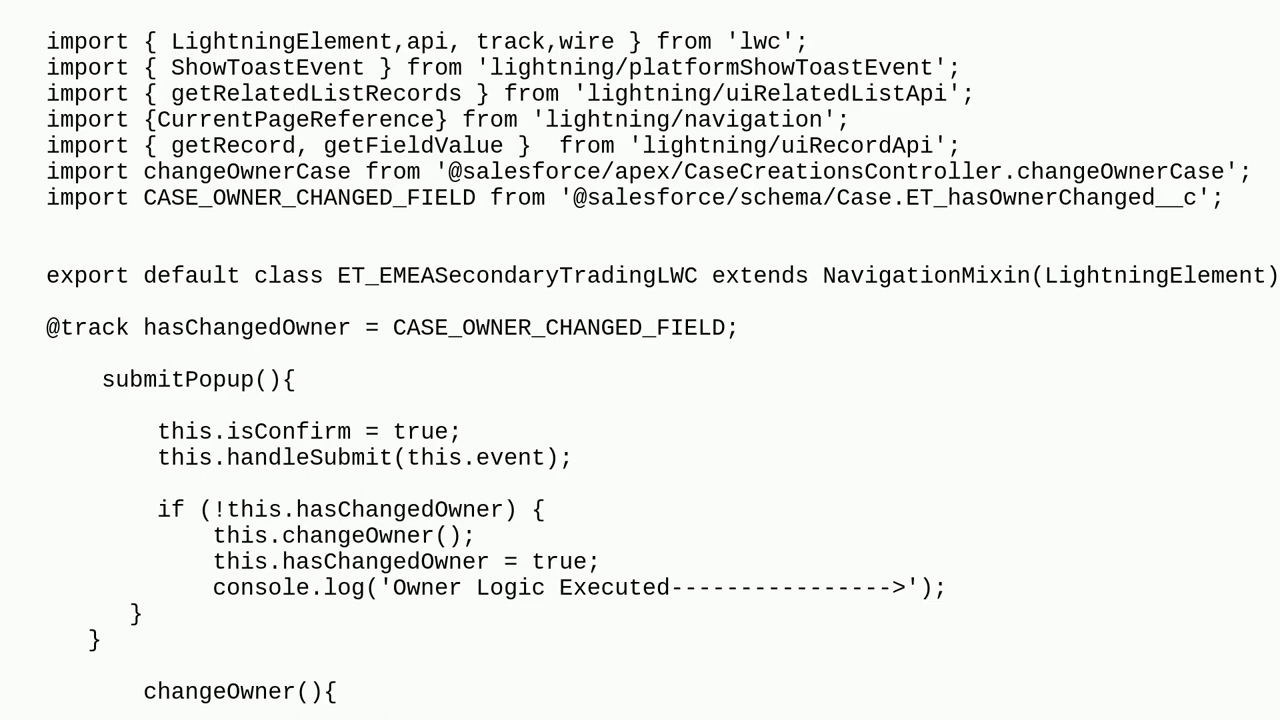 import { LightningElement,api, track,wire } from 'lwc';
import { ShowToastEvent } from 'lightning/platformShowToastEvent';
import { getRelatedListRecords } from 'lightning/uiRelatedListApi';
import {CurrentPageReference} from 'lightning/navigation';
import { getRecord, getFieldValue }  from 'lightning/uiRecordApi';
import changeOwnerCase from '@salesforce/apex/CaseCreationsController.changeOwnerCase';
import CASE_OWNER_CHANGED_FIELD from '@salesforce/schema/Case.ET_hasOwnerChanged__c';
export default class ET_EMEASecondaryTradingLWC extends NavigationMixin(LightningElement)
@track hasChangedOwner = CASE_OWNER_CHANGED_FIELD;
submitPopup(){
this.isConfirm = true;
this.handleSubmit(this.event);
if (!this.hasChangedOwner) {
this.changeOwner();
this.hasChangedOwner = true;
console.log('Owner Logic Executed---------------->');
}
}
changeOwner(){